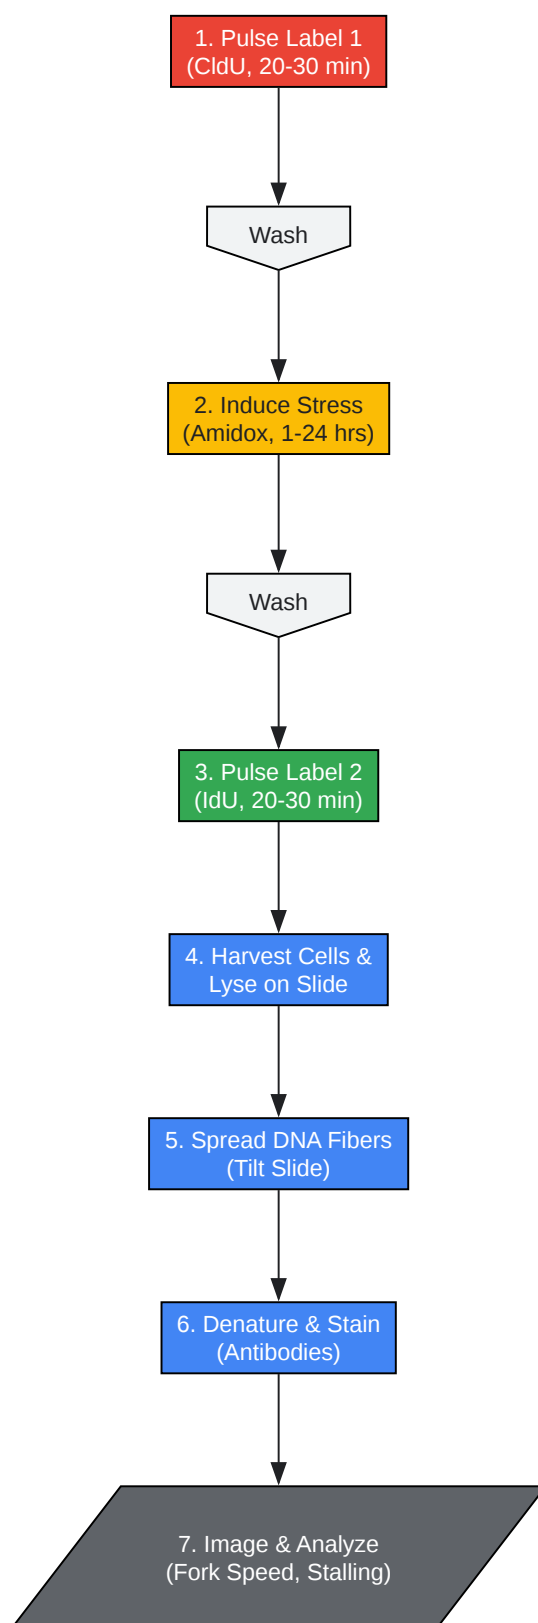 1. Pulse Label 1
(CldU, 20-30 min)
Wash
2. Induce Stress
(Amidox, 1-24 hrs)
Wash
3. Pulse Label 2
(IdU, 20-30 min)
4. Harvest Cells &
Lyse on Slide
5. Spread DNA Fibers
(Tilt Slide)
6. Denature & Stain
(Antibodies)
7. Image & Analyze
(Fork Speed, Stalling)